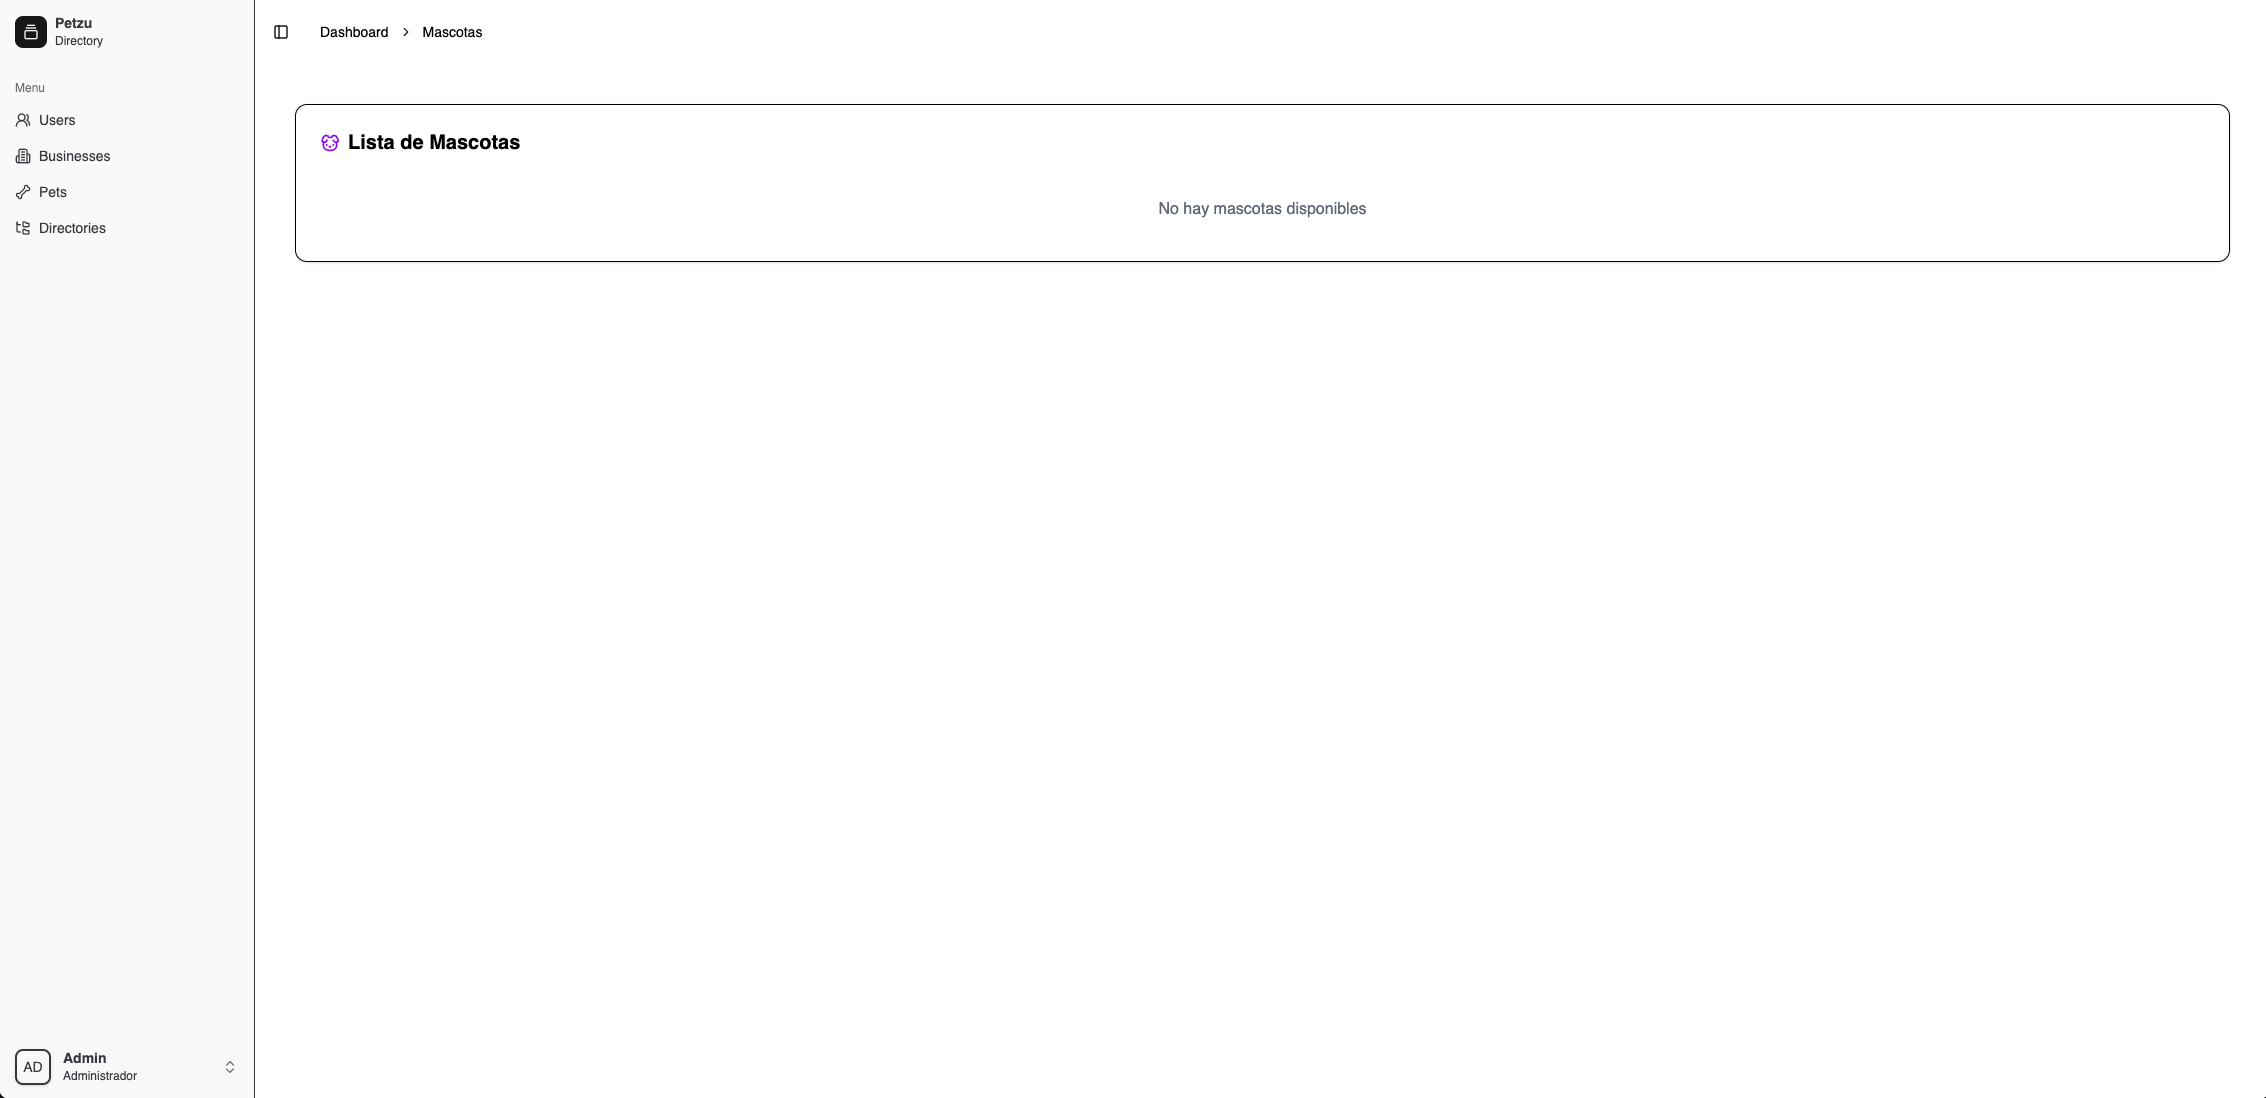 Petzu
Directory
Menu
Users
Businesses
Pets
Directories
Admin
AD
Administrador
Dashboard
Mascotas
Lista de Mascotas
No hay mascotas disponibles